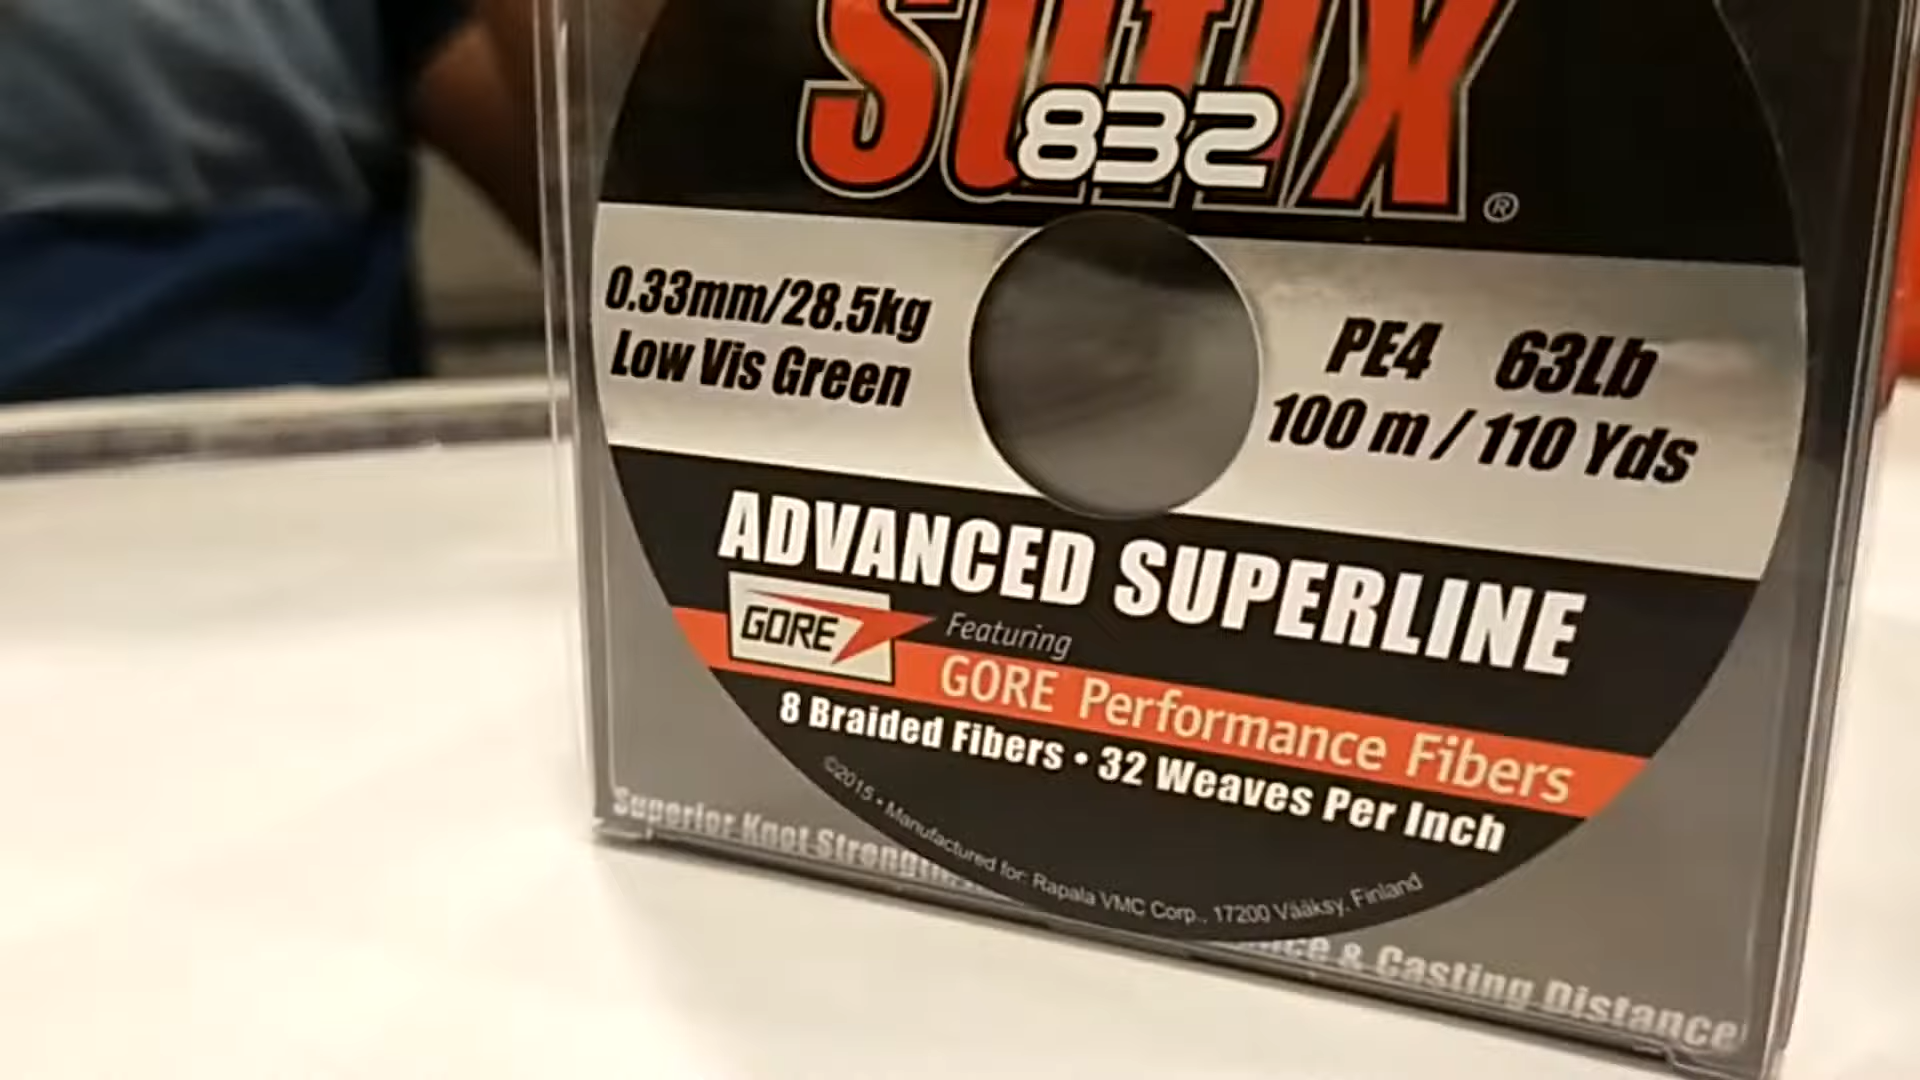 Sufix
832
®
0.33mm/28.5kg
Low Vis Green
PE4 63Lb
100 m / 110 Yds
ADVANCED SUPERLINE
GORE
Featuring
GORE Performance Fibers
8 Braided Fibers • 32 Weaves Per Inch
©2015 • Manufactured for: Rapala VMC Corp., 17200 Vääksy, Finland
Superior Knot Strength,
& Casting Distance